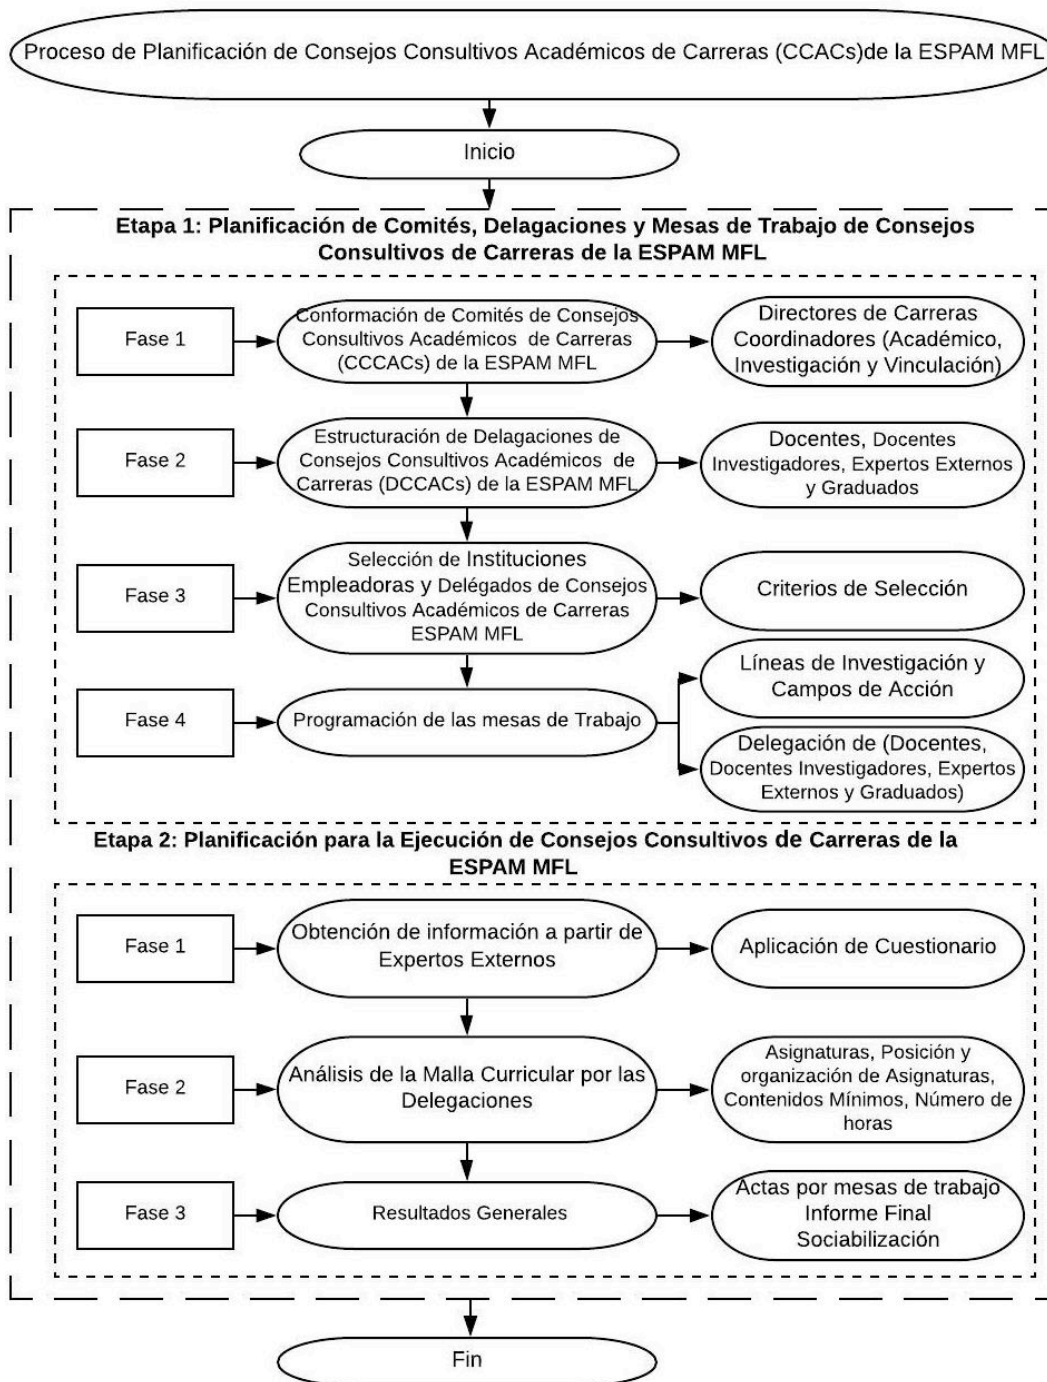 Proceso de Planificación de Consejos Consultivos Académicos de Carreras (CCACs)de la ESPAM MFL
Inicio
Etapa 1: Planificación de Comités, Delagaciones y Mesas de Trabajo de Consejos
Consultivos de Carreras de la ESPAM MFL
Fase 1
Conformación de Comités de Consejos
Consultivos Académicos de Carreras
(CCCACs) de la ESPAM MFL
Directores de Carreras
Coordinadores (Académico,
Investigación y Vinculación)
Fase 2
Estructuración de Delagaciones de
Consejos Consultivos Académicos de
Carreras (DCCACs) de la ESPAM MFL
Docentes, Docentes
Investigadores, Expertos Externos
y Graduados
Fase 3
Selección de Instituciones
Empleadoras y Delégados de Consejos
Consultivos Académicos de Carreras
ESPAM MFL
Criterios de Selección
Fase 4
Programación de las mesas de Trabajo
Líneas de Investigación y
Campos de Acción
Delegación de (Docentes,
Docentes Investigadores, Expertos
Externos y Graduados)
Etapa 2: Planificación para la Ejecución de Consejos Consultivos de Carreras de la
ESPAM MFL
Fase 1
Obtención de información a partir de
Expertos Externos
Aplicación de Cuestionario
Fase 2
Análisis de la Malla Curricular por las
Delegaciones
Asignaturas, Posición y
organización de Asignaturas,
Contenidos Mínimos, Número de
horas
Fase 3
Resultados Generales
Actas por mesas de trabajo
Informe Final
Sociabilización
Fin